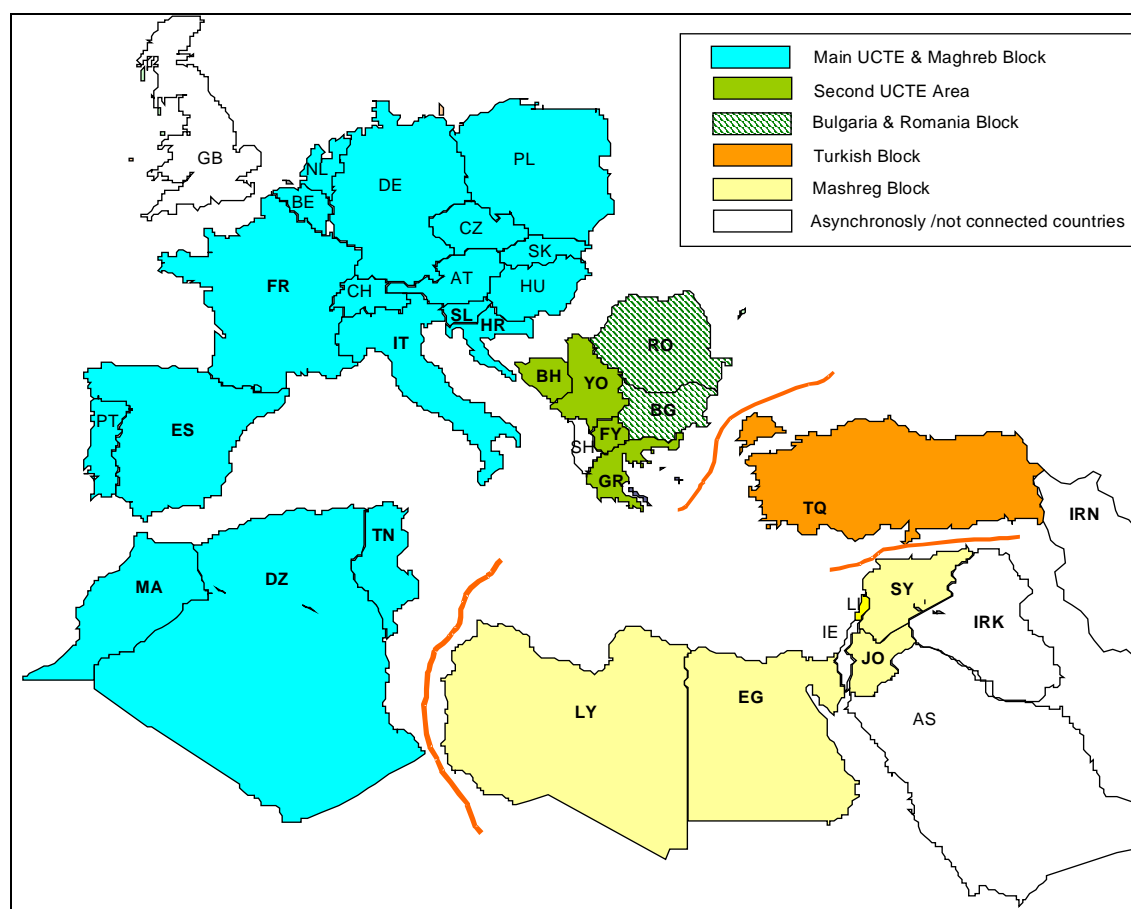 Main UCTE & Maghreb Block
Second UCTE Area
Bulgaria & Romania Block
Turkish Block
Mashreg Block
Asynchronosly /not connected countries
GB
NL
BE
DE
PL
CZ
SK
AT
HU
CH
FR
SL
HR
IT
RO
BH
YO
BG
PT
ES
FY
SH
GR
TQ
IRN
TN
MA
DZ
SY
LI
IE
IRK
JO
LY
EG
AS